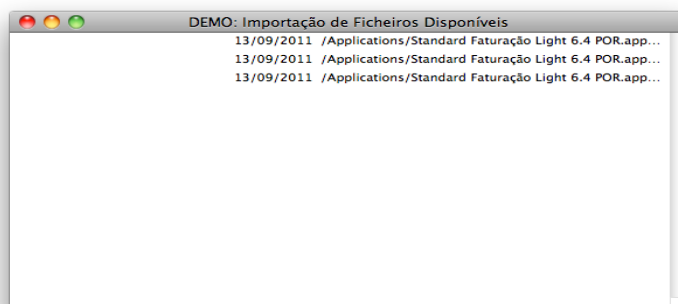 DEMO: Importação de Ficheiros Disponíveis
13/09/2011 /Applications/Standard Faturação Light 6.4 POR.app...
13/09/2011 /Applications/Standard Faturação Light 6.4 POR.app...
13/09/2011 /Applications/Standard Faturação Light 6.4 POR.app...